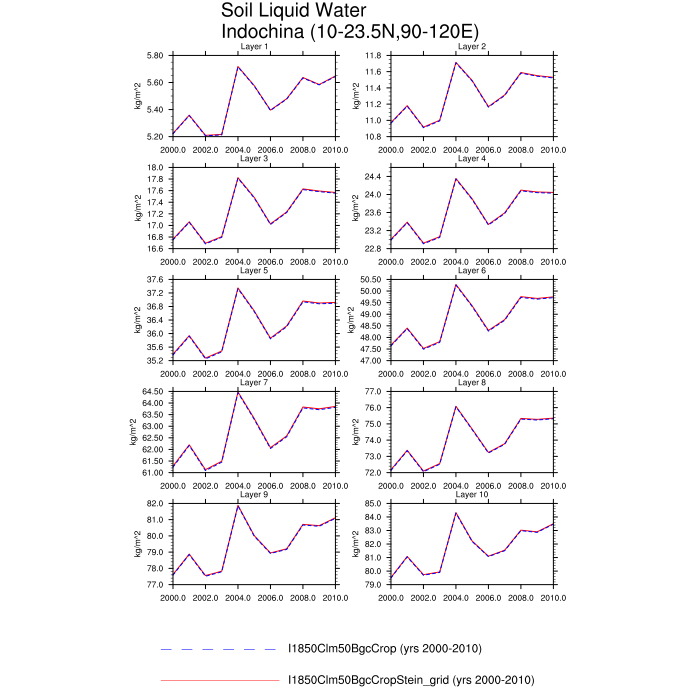 Soil Liquid Water
Indochina (10-23.5N,90-120E)
Layer 1
5.80
5.60
5.40
5.20
kg/m^2
2000.0 2002.0 2004.0 2006.0 2008.0 2010.0
Layer 2
11.8
11.6
11.4
11.2
11.0
10.8
kg/m^2
2000.0 2002.0 2004.0 2006.0 2008.0 2010.0
Layer 3
18.0
17.6
17.4
17.2
17.0
16.8
16.6
kg/m^2
2000.0 2002.0 2004.0 2006.0 2008.0 2010.0
Layer 4
24.4
24.0
23.6
23.2
22.8
kg/m^2
2000.0 2002.0 2004.0 2006.0 2008.0 2010.0
Layer 5
37.6
37.2
36.8
36.4
36.0
35.6
35.2
kg/m^2
2000.0 2002.0 2004.0 2006.0 2008.0 2010.0
Layer 6
50.50
50.00
49.50
49.00
48.50
48.00
47.50
47.00
kg/m^2
2000.0 2002.0 2004.0 2006.0 2008.0 2010.0
Layer 7
64.50
64.00
63.50
63.00
62.50
62.00
61.50
61.00
kg/m^2
2000.0 2002.0 2004.0 2006.0 2008.0 2010.0
Layer 8
77.0
76.0
75.0
74.0
73.0
72.0
kg/m^2
2000.0 2002.0 2004.0 2006.0 2008.0 2010.0
Layer 9
82.0
81.0
80.0
79.0
78.0
77.0
kg/m^2
2000.0 2002.0 2004.0 2006.0 2008.0 2010.0
Layer 10
85.0
84.0
83.0
82.0
81.0
80.0
79.0
kg/m^2
2000.0 2002.0 2004.0 2006.0 2008.0 2010.0
I1850Clm50BgcCrop (yrs 2000-2010)
I1850Clm50BgcCropStein_grid (yrs 2000-2010)